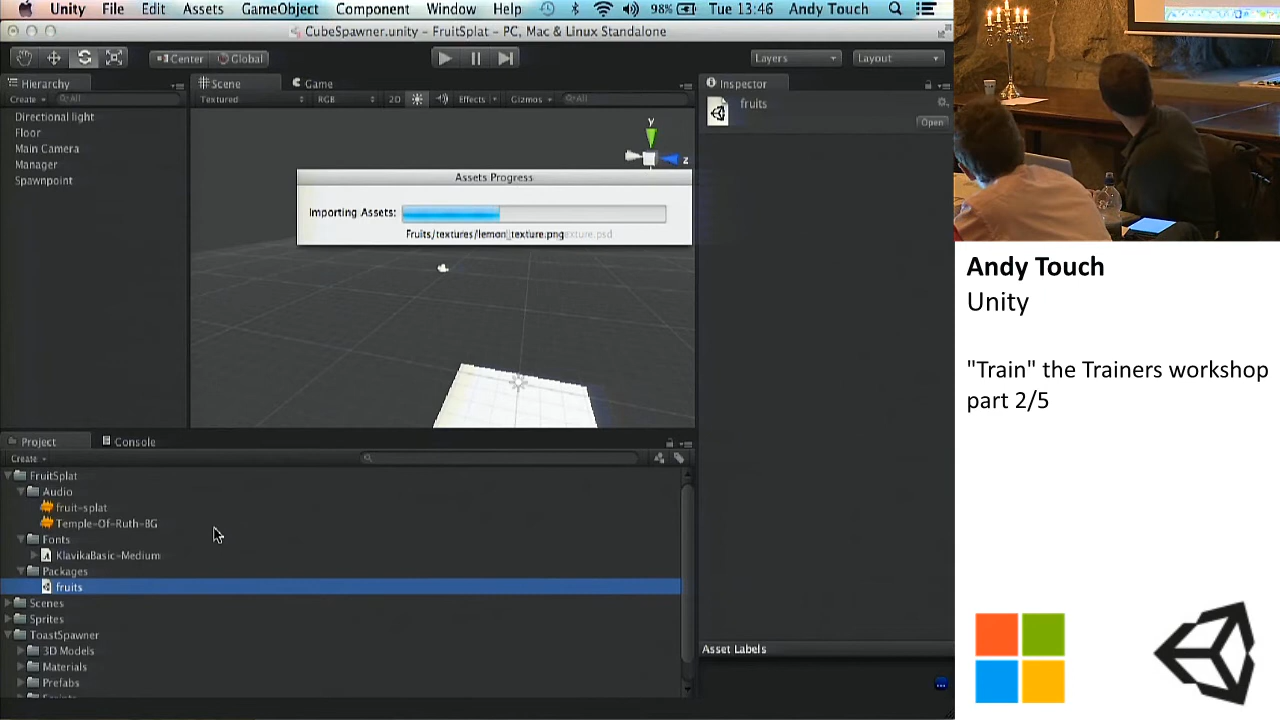 Unity File Edit Assets GameObject Component Window Help 98% Tue 13:46 Andy Touch
CubeSpawner.unity - FruitSplat - PC, Mac & Linux Standalone
Center Global Layers Layout
Hierarchy Scene Game Inspector
Create All Textured RGB 2D Effects Gizmos All
fruits
Open
Directional light
Floor
Main Camera
Manager
Spawnpoint
y
z
Assets Progress
Importing Assets:
Fruits/textures/lemon_texture.png
Project Console
Create
FruitSplat
Audio
fruit-splat
Temple-Of-Ruth-BG
Fonts
KlavikaBasic-Medium
Packages
fruits
Scenes
Sprites
ToastSpawner
3D Models
Materials
Prefabs
Asset Labels
Andy Touch
Unity
"Train" the Trainers workshop
part 2/5